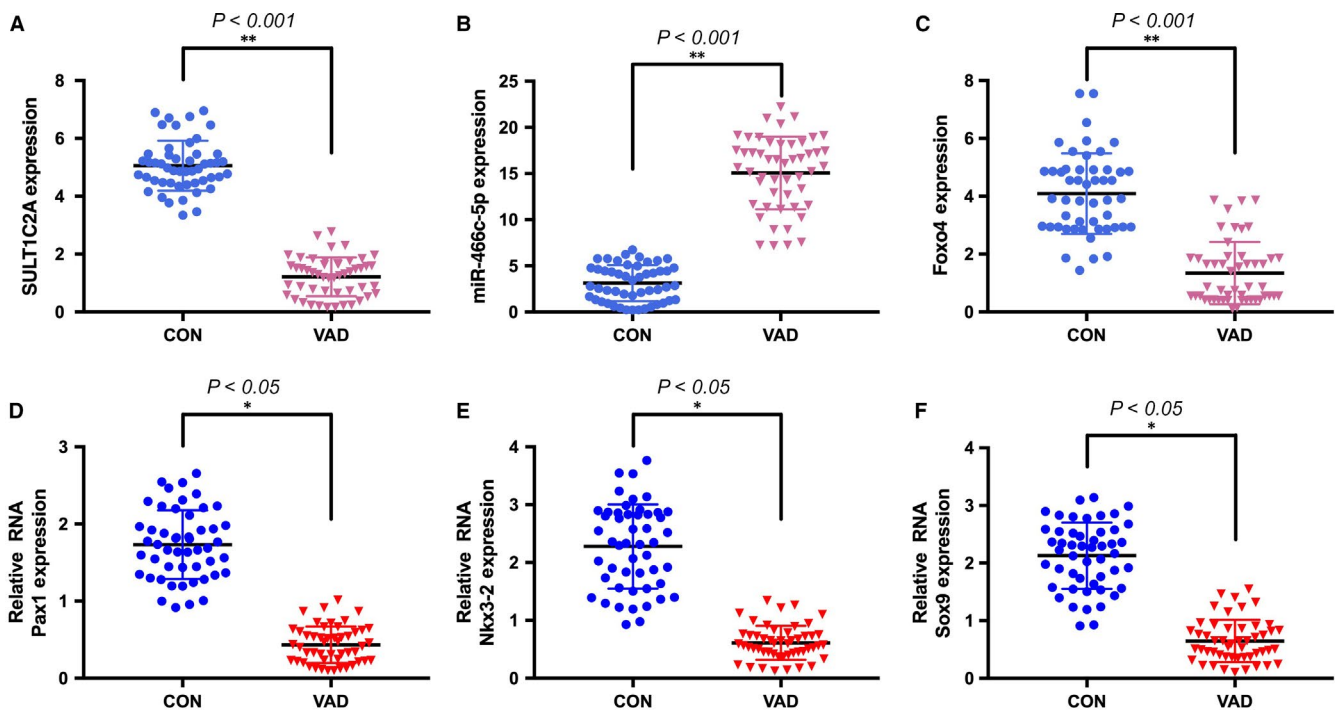 A
P < 0.001
**
SULT1C2A expression
8
6
4
2
0
CON
VAD
B
P < 0.001
**
miR-466c-5p expression
25
20
15
10
5
0
CON
VAD
C
P < 0.001
**
Foxo4 expression
8
6
4
2
0
CON
VAD
D
P < 0.05
*
Relative RNA
Pax1 expression
3
2
1
0
CON
VAD
E
P < 0.05
*
Relative RNA
Nkx3-2 expression
4
3
2
1
0
CON
VAD
F
P < 0.05
*
Relative RNA
Sox9 expression
4
3
2
1
0
CON
VAD